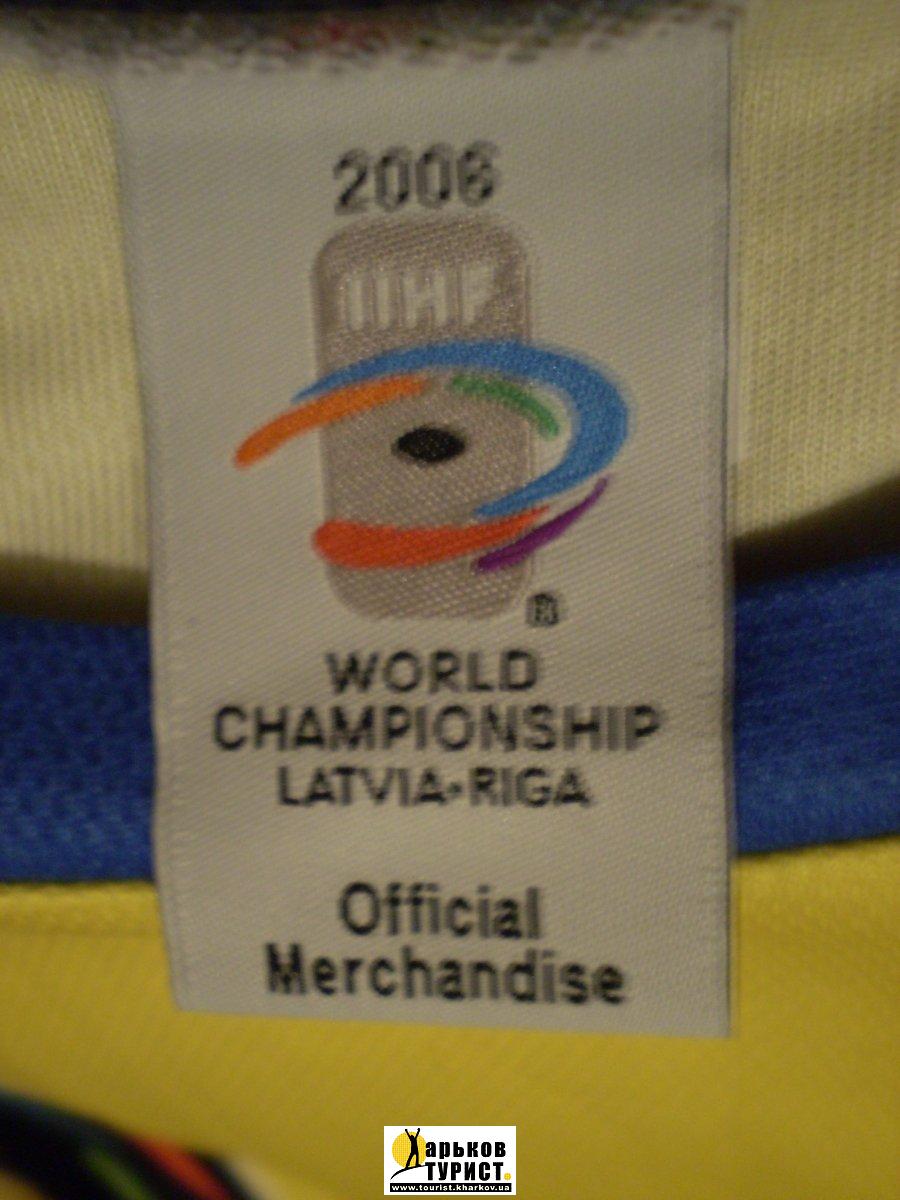 2006
IIHF
®
WORLD
CHAMPIONSHIP
LATVIA•RIGA
Official
Merchandise
Харьков
ТУРИСТ.
www.tourist.kharkov.ua